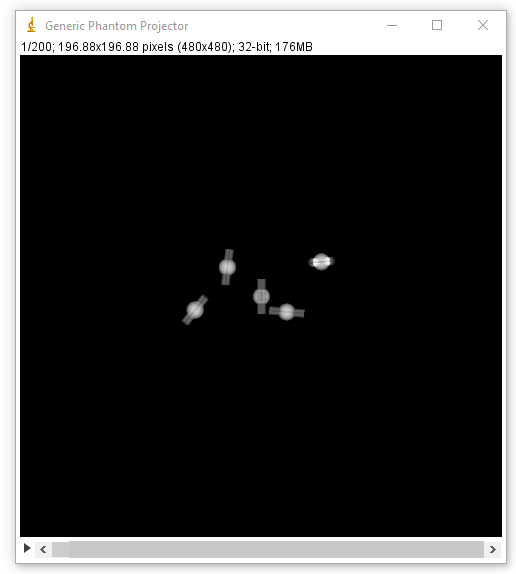 Generic Phantom Projector
1/200; 196.88x196.88 pixels (480x480); 32-bit; 176MB